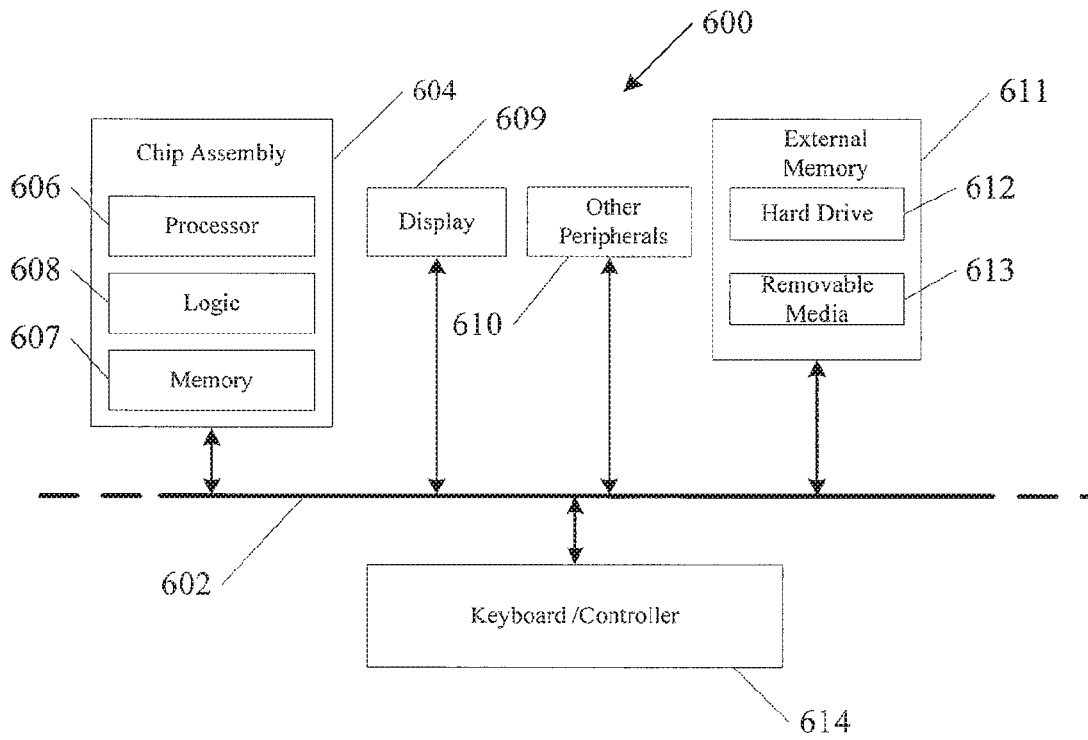 600
604
Chip Assembly
606
Processor
608
Logic
607
Memory
609
Display
Other
Peripherals
610
611
External
Memory
612
Hard Drive
613
Removable
Media
602
Keyboard /Controller
614